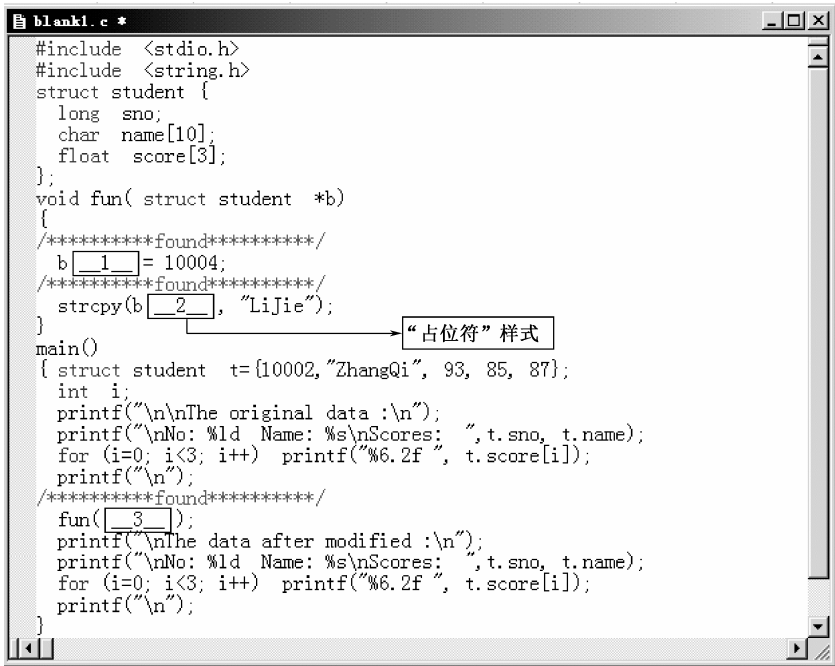 blank1.c *
#include <stdio.h>
#include <string.h>
struct student {
long sno;
char name[10];
float score[3];
};
void fun( struct student *b)
{
/**********found**********/
b __1__ = 10004;
/**********found**********/
strcpy(b __2__, "LiJie");
}
“占位符”样式
main()
{ struct student t={10002,"ZhangQi", 93, 85, 87};
int i;
printf("\n\nThe original data :\n");
printf("\nNo: %ld Name: %s\nScores: ",t.sno, t.name);
for (i=0; i<3; i++) printf("%6.2f ", t.score[i]);
printf("\n");
/**********found**********/
fun( __3__ );
printf("\nThe data after modified :\n");
printf("\nNo: %ld Name: %s\nScores: ",t.sno, t.name);
for (i=0; i<3; i++) printf("%6.2f ", t.score[i]);
printf("\n");
}